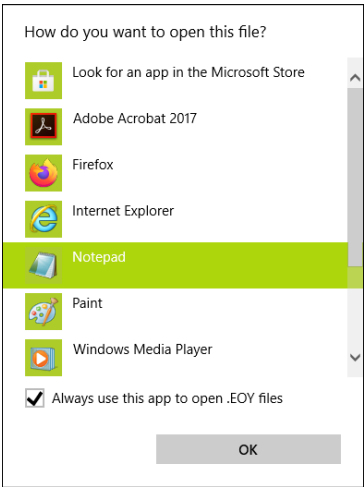 How do you want to open this file?
Look for an app in the Microsoft Store
Adobe Acrobat 2017
Firefox
Internet Explorer
Notepad
Paint
Windows Media Player
Always use this app to open .EOY files
OK